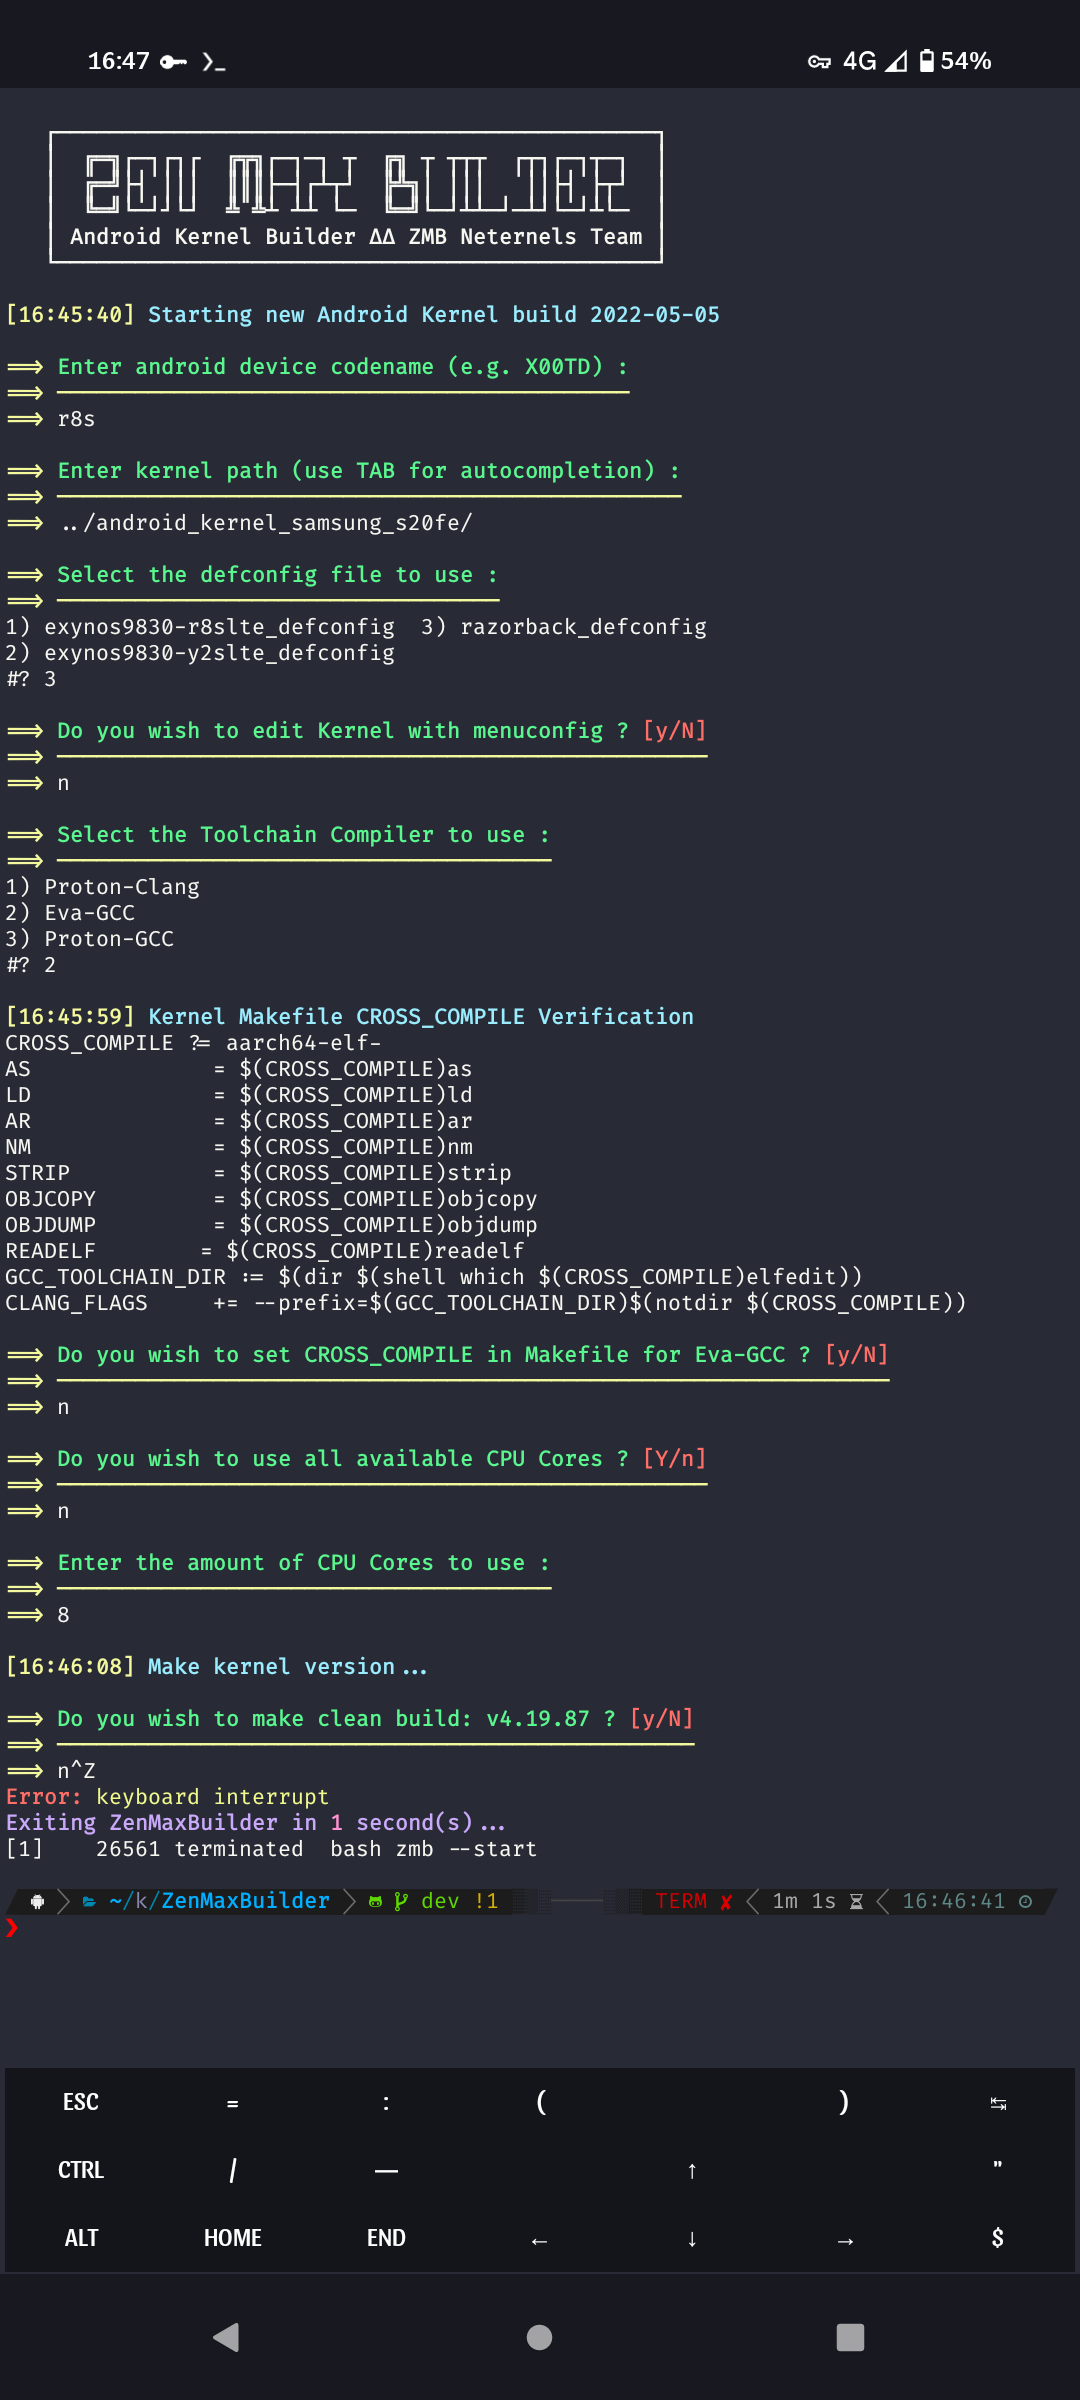 16:47 4G 54%
Android Kernel Builder ∆∆ ZMB Neternels Team
[16:45:40] Starting new Android Kernel build 2022-05-05
==> Enter android device codename (e.g. X00TD) :
==>
==> r8s
==> Enter kernel path (use TAB for autocompletion) :
==>
==> ../android_kernel_samsung_s20fe/
==> Select the defconfig file to use :
==>
1) exynos9830-r8slte_defconfig  3) razorback_defconfig
2) exynos9830-y2slte_defconfig
#? 3
==> Do you wish to edit Kernel with menuconfig ? [y/N]
==>
==> n
==> Select the Toolchain Compiler to use :
==>
1) Proton-Clang
2) Eva-GCC
3) Proton-GCC
#? 2
[16:45:59] Kernel Makefile CROSS_COMPILE Verification
CROSS_COMPILE ?= aarch64-elf-
AS = $(CROSS_COMPILE)as
LD = $(CROSS_COMPILE)ld
AR = $(CROSS_COMPILE)ar
NM = $(CROSS_COMPILE)nm
STRIP = $(CROSS_COMPILE)strip
OBJCOPY = $(CROSS_COMPILE)objcopy
OBJDUMP = $(CROSS_COMPILE)objdump
READELF = $(CROSS_COMPILE)readelf
GCC_TOOLCHAIN_DIR := $(dir $(shell which $(CROSS_COMPILE)elfedit))
CLANG_FLAGS += --prefix=$(GCC_TOOLCHAIN_DIR)$(notdir $(CROSS_COMPILE))
==> Do you wish to set CROSS_COMPILE in Makefile for Eva-GCC ? [y/N]
==>
==> n
==> Do you wish to use all available CPU Cores ? [Y/n]
==>
==> n
==> Enter the amount of CPU Cores to use :
==>
==> 8
[16:46:08] Make kernel version...
==> Do you wish to make clean build: v4.19.87 ? [y/N]
==>
==> n^Z
Error: keyboard interrupt
Exiting ZenMaxBuilder in 1 second(s)...
[1] 26561 terminated bash zmb --start
~/k/ZenMaxBuilder dev !1 TERM ✘ 1m 1s 16:46:41
❯
ESC = : ( ) ↹
CTRL / — ↑ "
ALT HOME END ← ↓ → $